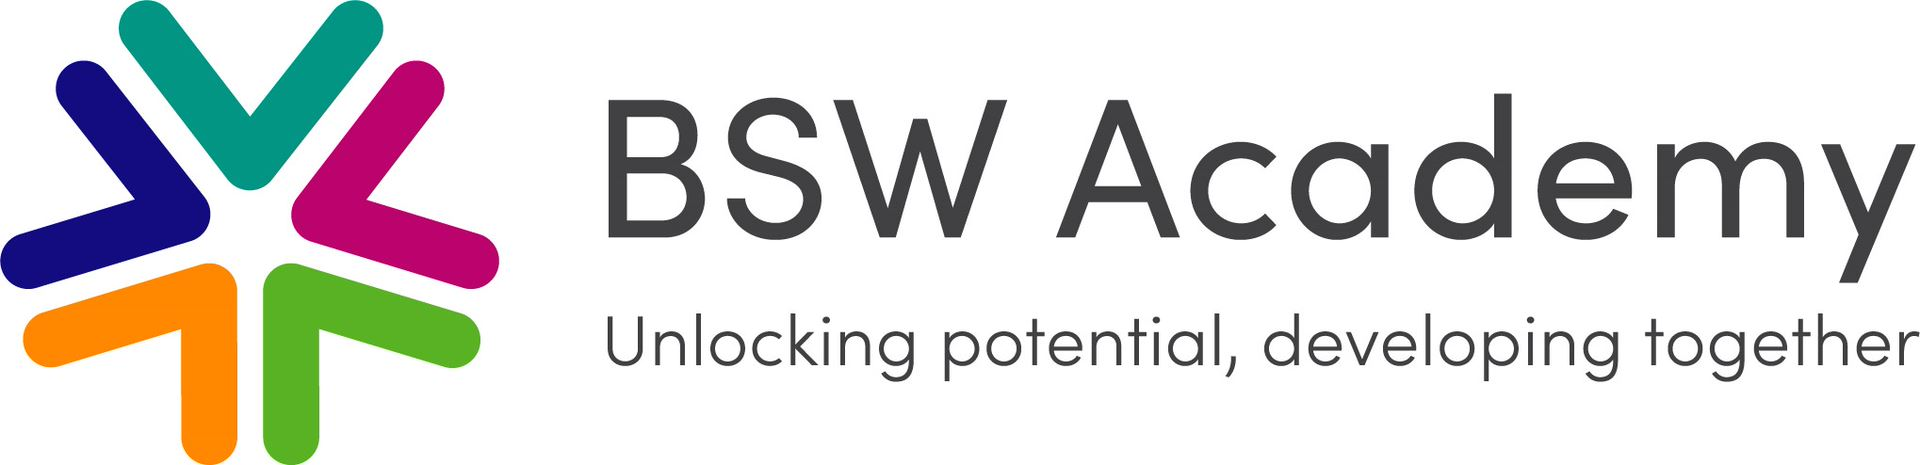 BSW Academy
Unlocking potential, developing together